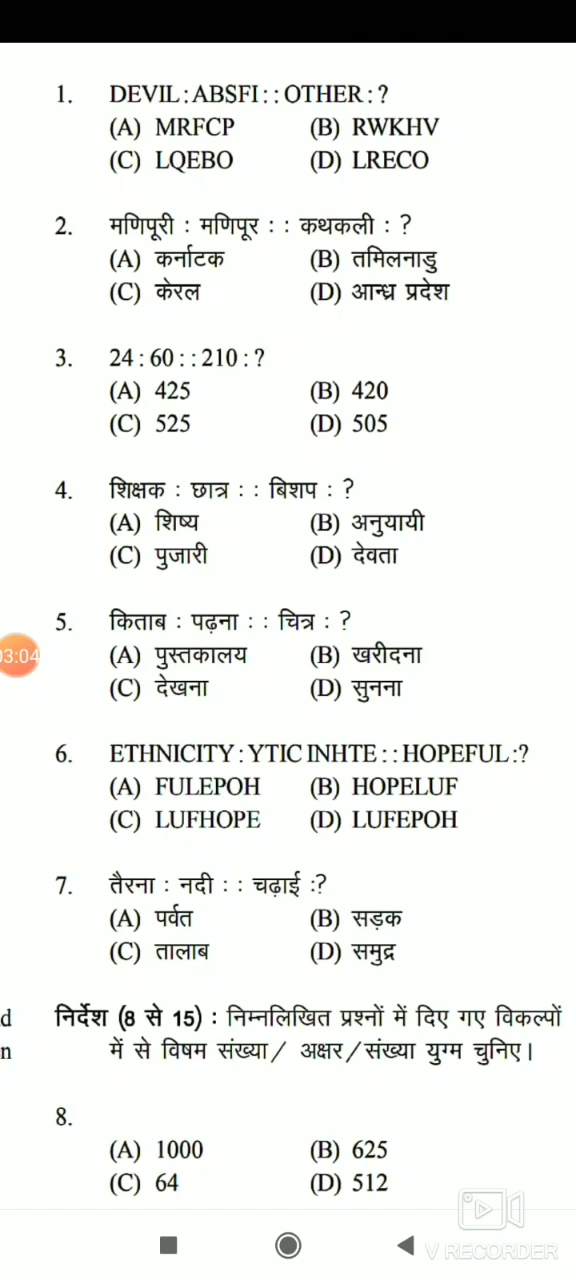 1. DEVIL : ABSFI : : OTHER : ?
(A) MRFCP (B) RWKHV
(C) LQEBO (D) LRECO
2. मणिपूरी : मणिपूर : : कथकली : ?
(A) कर्नाटक (B) तमिलनाडु
(C) केरल (D) आन्ध्र प्रदेश
3. 24 : 60 : : 210 : ?
(A) 425 (B) 420
(C) 525 (D) 505
4. शिक्षक : छात्र : : बिशप : ?
(A) शिष्य (B) अनुयायी
(C) पुजारी (D) देवता
5. किताब : पढ़ना : : चित्र : ?
03:04
(A) पुस्तकालय (B) खरीदना
(C) देखना (D) सुनना
6. ETHNICITY : YTIC INHTE : : HOPEFUL :?
(A) FULEPOH (B) HOPELUF
(C) LUFHOPE (D) LUFEPOH
7. तैरना : नदी : : चढ़ाई :?
(A) पर्वत (B) सड़क
(C) तालाब (D) समुद्र
d निर्देश (8 से 15) : निम्नलिखित प्रश्नों में दिए गए विकल्पों
n में से विषम संख्या/ अक्षर/संख्या युग्म चुनिए।
8.
(A) 1000 (B) 625
(C) 64 (D) 512
V RECORDER